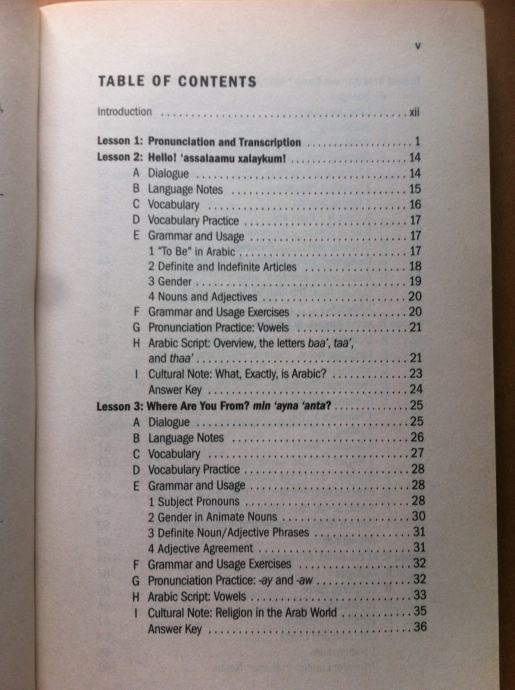 v
TABLE OF CONTENTS
Introduction ........................................ xii
Lesson 1: Pronunciation and Transcription .................. 1
Lesson 2: Hello! 'assalaamu xalaykum! ..................... 14
A Dialogue ..................................... 14
B Language Notes ............................... 15
C Vocabulary ................................... 16
D Vocabulary Practice .......................... 17
E Grammar and Usage ............................ 17
1 "To Be" in Arabic ............................ 17
2 Definite and Indefinite Articles ............. 18
3 Gender ....................................... 19
4 Nouns and Adjectives ......................... 20
F Grammar and Usage Exercises .................. 20
G Pronunciation Practice: Vowels ............... 21
H Arabic Script: Overview, the letters baa', taa',
and thaa' ...................................... 21
I Cultural Note: What, Exactly, is Arabic? ..... 23
Answer Key ..................................... 24
Lesson 3: Where Are You From? min 'ayna 'anta? ............. 25
A Dialogue ..................................... 25
B Language Notes ............................... 26
C Vocabulary ................................... 27
D Vocabulary Practice .......................... 28
E Grammar and Usage ............................ 28
1 Subject Pronouns ............................. 28
2 Gender in Animate Nouns ...................... 30
3 Definite Noun/Adjective Phrases .............. 31
4 Adjective Agreement .......................... 31
F Grammar and Usage Exercises .................. 32
G Pronunciation Practice: -ay and -aw .......... 32
H Arabic Script: Vowels ........................ 33
I Cultural Note: Religion in the Arab World .... 35
Answer Key ..................................... 36